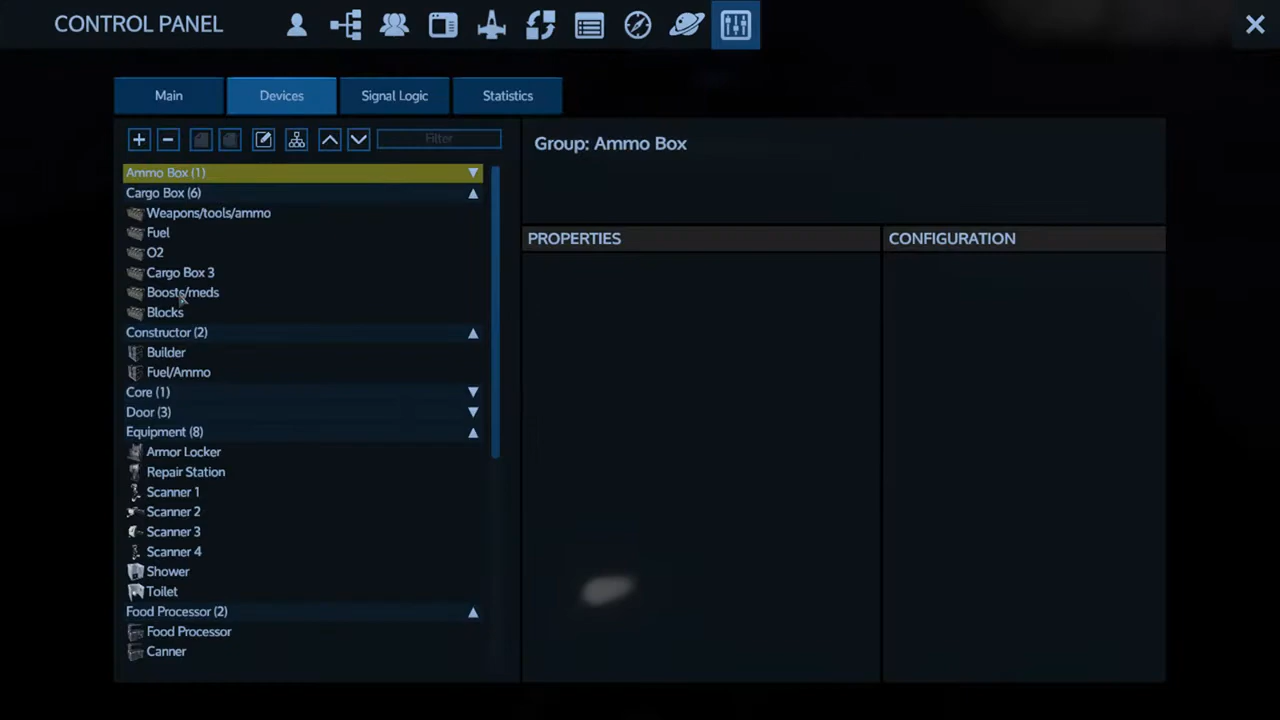 CONTROL PANEL
Main
Devices
Signal Logic
Statistics
Filter
Ammo Box (1)
Cargo Box (6)
Weapons/tools/ammo
Fuel
O2
Cargo Box 3
Boosts/meds
Blocks
Constructor (2)
Builder
Fuel/Ammo
Core (1)
Door (3)
Equipment (8)
Armor Locker
Repair Station
Scanner 1
Scanner 2
Scanner 3
Scanner 4
Shower
Toilet
Food Processor (2)
Food Processor
Canner
Group: Ammo Box
PROPERTIES
CONFIGURATION